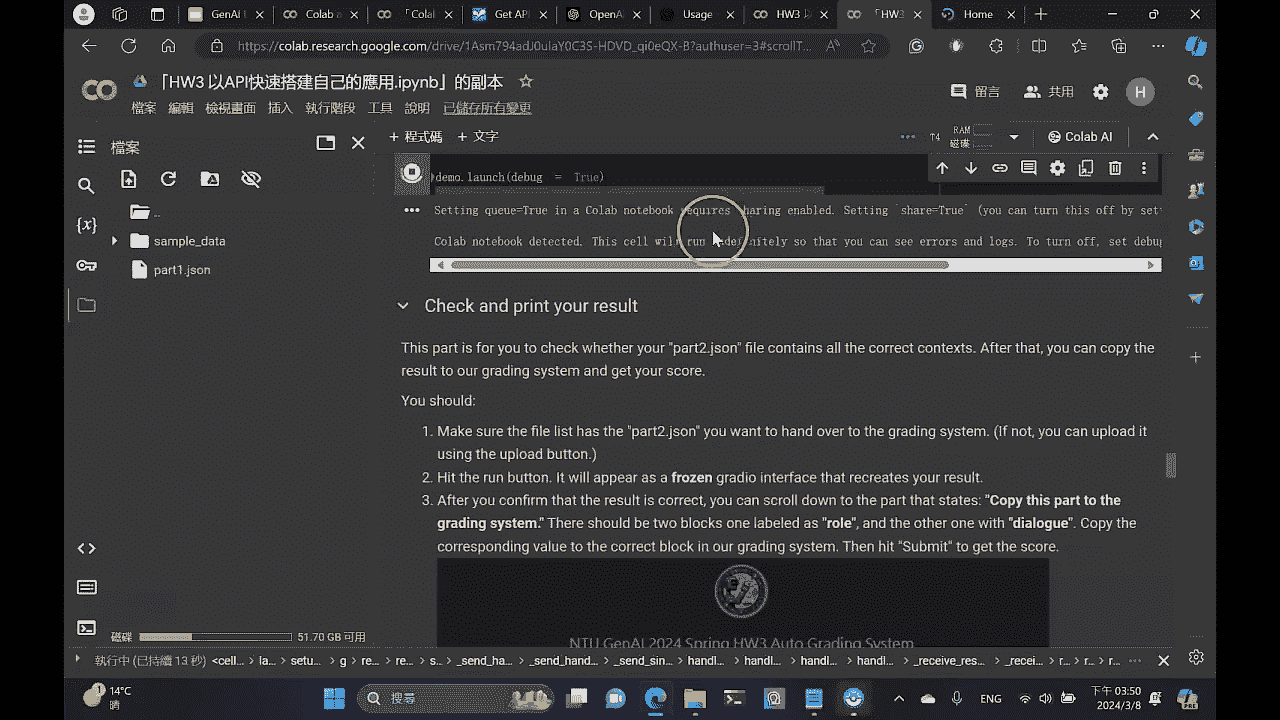 GenAI
Colab a
「Colal
Get API
OpenA
Usage
HW3
「HW3
Home
https://colab.research.google.com/drive/1Asm794adJ0ulaY0C3S-HDVD_qi0eQX-B?authuser=3#scrollT...
「HW3 以API快速搭建自己的應用.ipynb」的副本
檔案 編輯 檢視畫面 插入 執行階段 工具 說明 已儲存所有變更
留言 共用 H
檔案
+ 程式碼 + 文字
T4 RAM 磁碟 Colab AI
demo.launch(debug = True)
{x}
..
sample_data
part1.json
Setting queue=True in a Colab notebook requires sharing enabled. Setting `share=True` (you can turn this off by sett
Colab notebook detected. This cell will run indefinitely so that you can see errors and logs. To turn off, set debug
Check and print your result
This part is for you to check whether your "part2.json" file contains all the correct contexts. After that, you can copy the
result to our grading system and get your score.
You should:
1. Make sure the file list has the "part2.json" you want to hand over to the grading system. (If not, you can upload it
using the upload button.)
2. Hit the run button. It will appear as a frozen gradio interface that recreates your result.
3. After you confirm that the result is correct, you can scroll down to the part that states: "Copy this part to the
grading system." There should be two blocks one labeled as "role", and the other one with "dialogue". Copy the
corresponding value to the correct block in our grading system. Then hit "Submit" to get the score.
NTU GenAI 2024 Spring HW3 Auto Grading System
磁碟 51.70 GB 可用
執行中 (已持續 13 秒) <cell... la... setu... g re... re... s... _send_ha... _send_hand... _send_sin... handl... handl... handl... handl... _receive_res... _recei... r... r... r...
14°C
搜尋
ENG
下午 03:50
2024/3/8